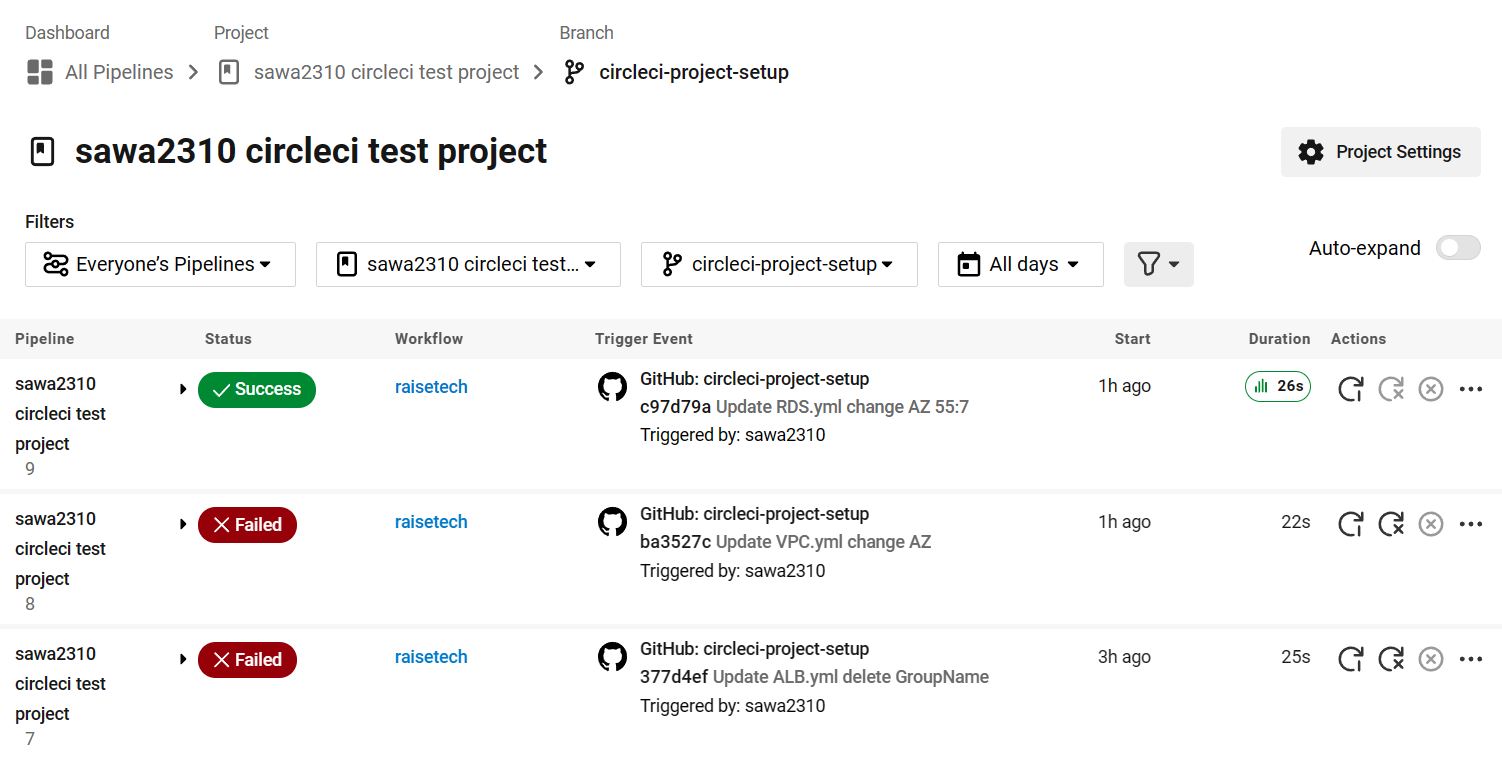 Dashboard Project Branch
All Pipelines sawa2310 circleci test project circleci-project-setup
sawa2310 circleci test project
Project Settings
Filters
Everyone’s Pipelines sawa2310 circleci test... circleci-project-setup All days Auto-expand
Pipeline Status Workflow Trigger Event Start Duration Actions
sawa2310
circleci test
project
9
Success
raisetech
GitHub: circleci-project-setup
c97d79a Update RDS.yml change AZ 55:7
Triggered by: sawa2310
1h ago
26s
sawa2310
circleci test
project
8
Failed
raisetech
GitHub: circleci-project-setup
ba3527c Update VPC.yml change AZ
Triggered by: sawa2310
1h ago
22s
sawa2310
circleci test
project
7
Failed
raisetech
GitHub: circleci-project-setup
377d4ef Update ALB.yml delete GroupName
Triggered by: sawa2310
3h ago
25s